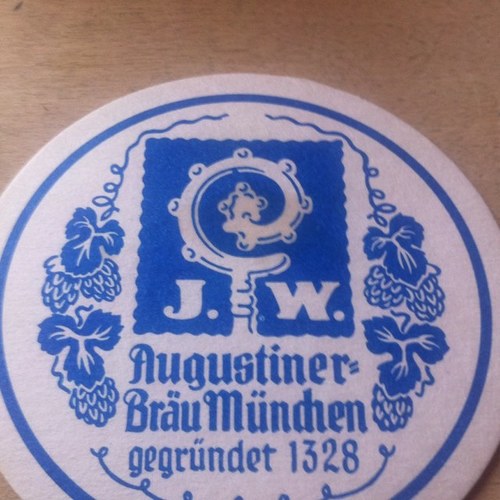 J. W.
Augustiner-
Bräu München
gegründet 1328